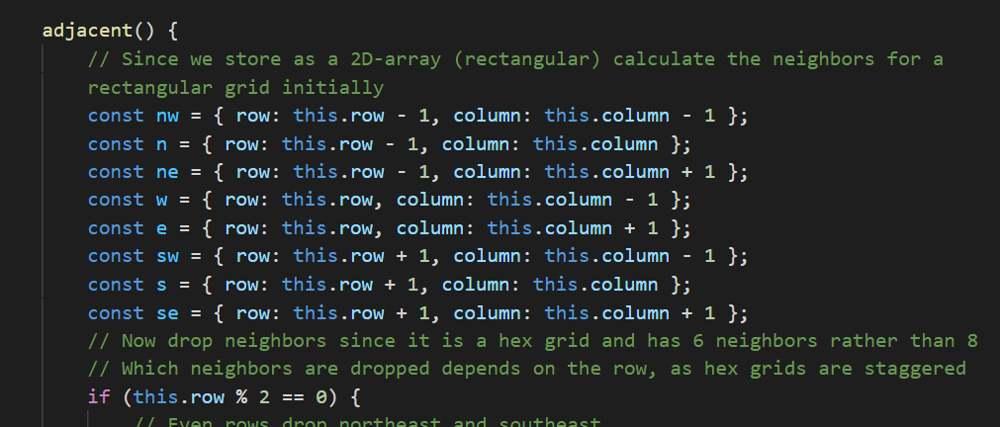 adjacent() {
// Since we store as a 2D-array (rectangular) calculate the neighbors for a
rectangular grid initially
const nw = { row: this.row - 1, column: this.column - 1 };
const n = { row: this.row - 1, column: this.column };
const ne = { row: this.row - 1, column: this.column + 1 };
const w = { row: this.row, column: this.column - 1 };
const e = { row: this.row, column: this.column + 1 };
const sw = { row: this.row + 1, column: this.column - 1 };
const s = { row: this.row + 1, column: this.column };
const se = { row: this.row + 1, column: this.column + 1 };
// Now drop neighbors since it is a hex grid and has 6 neighbors rather than 8
// Which neighbors are dropped depends on the row, as hex grids are staggered
if (this.row % 2 == 0) {
// Even rows drop northeast and southeast